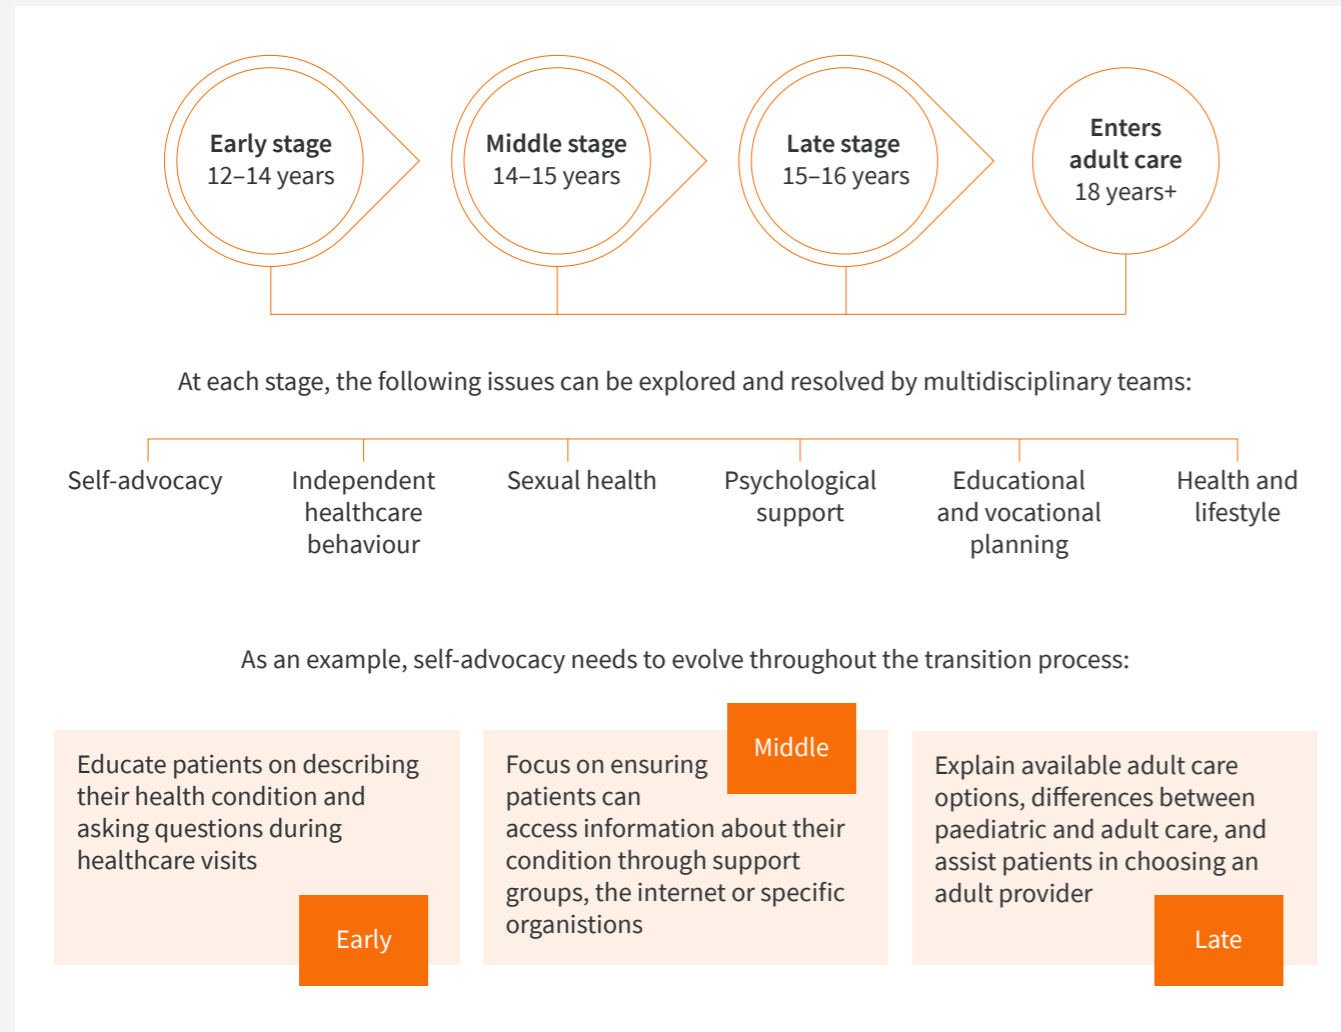 Early stage
12–14 years
Middle stage
14–15 years
Late stage
15–16 years
Enters
adult care
18 years+
At each stage, the following issues can be explored and resolved by multidisciplinary teams:
Self-advocacy
Independent
healthcare
behaviour
Sexual health
Psychological
support
Educational
and vocational
planning
Health and
lifestyle
As an example, self-advocacy needs to evolve throughout the transition process:
Educate patients on describing
their health condition and
asking questions during
healthcare visits
Early
Middle
Focus on ensuring
patients can
access information about their
condition through support
groups, the internet or specific
organistions
Explain available adult care
options, differences between
paediatric and adult care, and
assist patients in choosing an
adult provider
Late